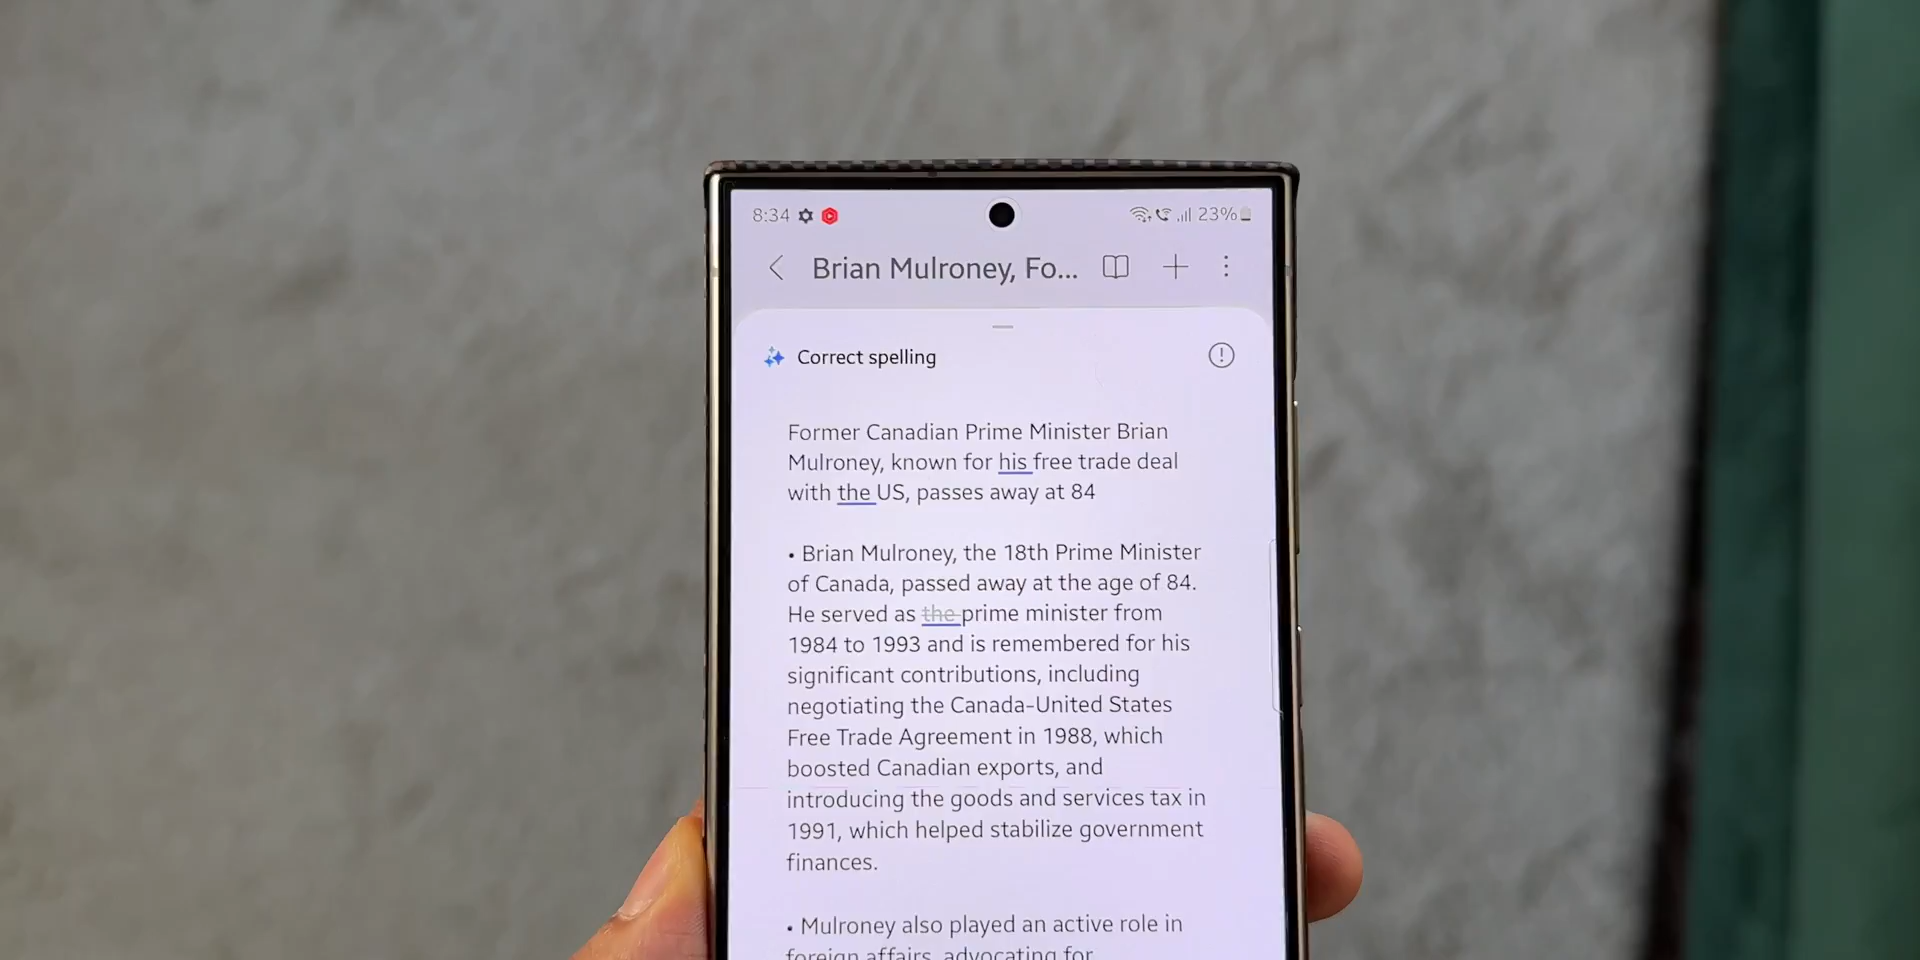 8:34 23%
Brian Mulroney, Fo...
Correct spelling
Former Canadian Prime Minister Brian
Mulroney, known for his free trade deal
with the US, passes away at 84
• Brian Mulroney, the 18th Prime Minister
of Canada, passed away at the age of 84.
He served as the prime minister from
1984 to 1993 and is remembered for his
significant contributions, including
negotiating the Canada-United States
Free Trade Agreement in 1988, which
boosted Canadian exports, and
introducing the goods and services tax in
1991, which helped stabilize government
finances.
• Mulroney also played an active role in
foreign affairs, advocating for